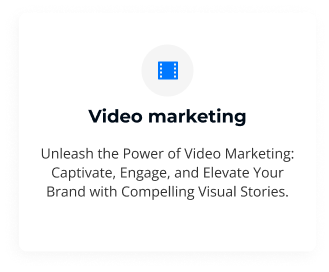 Video marketing
Unleash the Power of Video Marketing:
Captivate, Engage, and Elevate Your
Brand with Compelling Visual Stories.